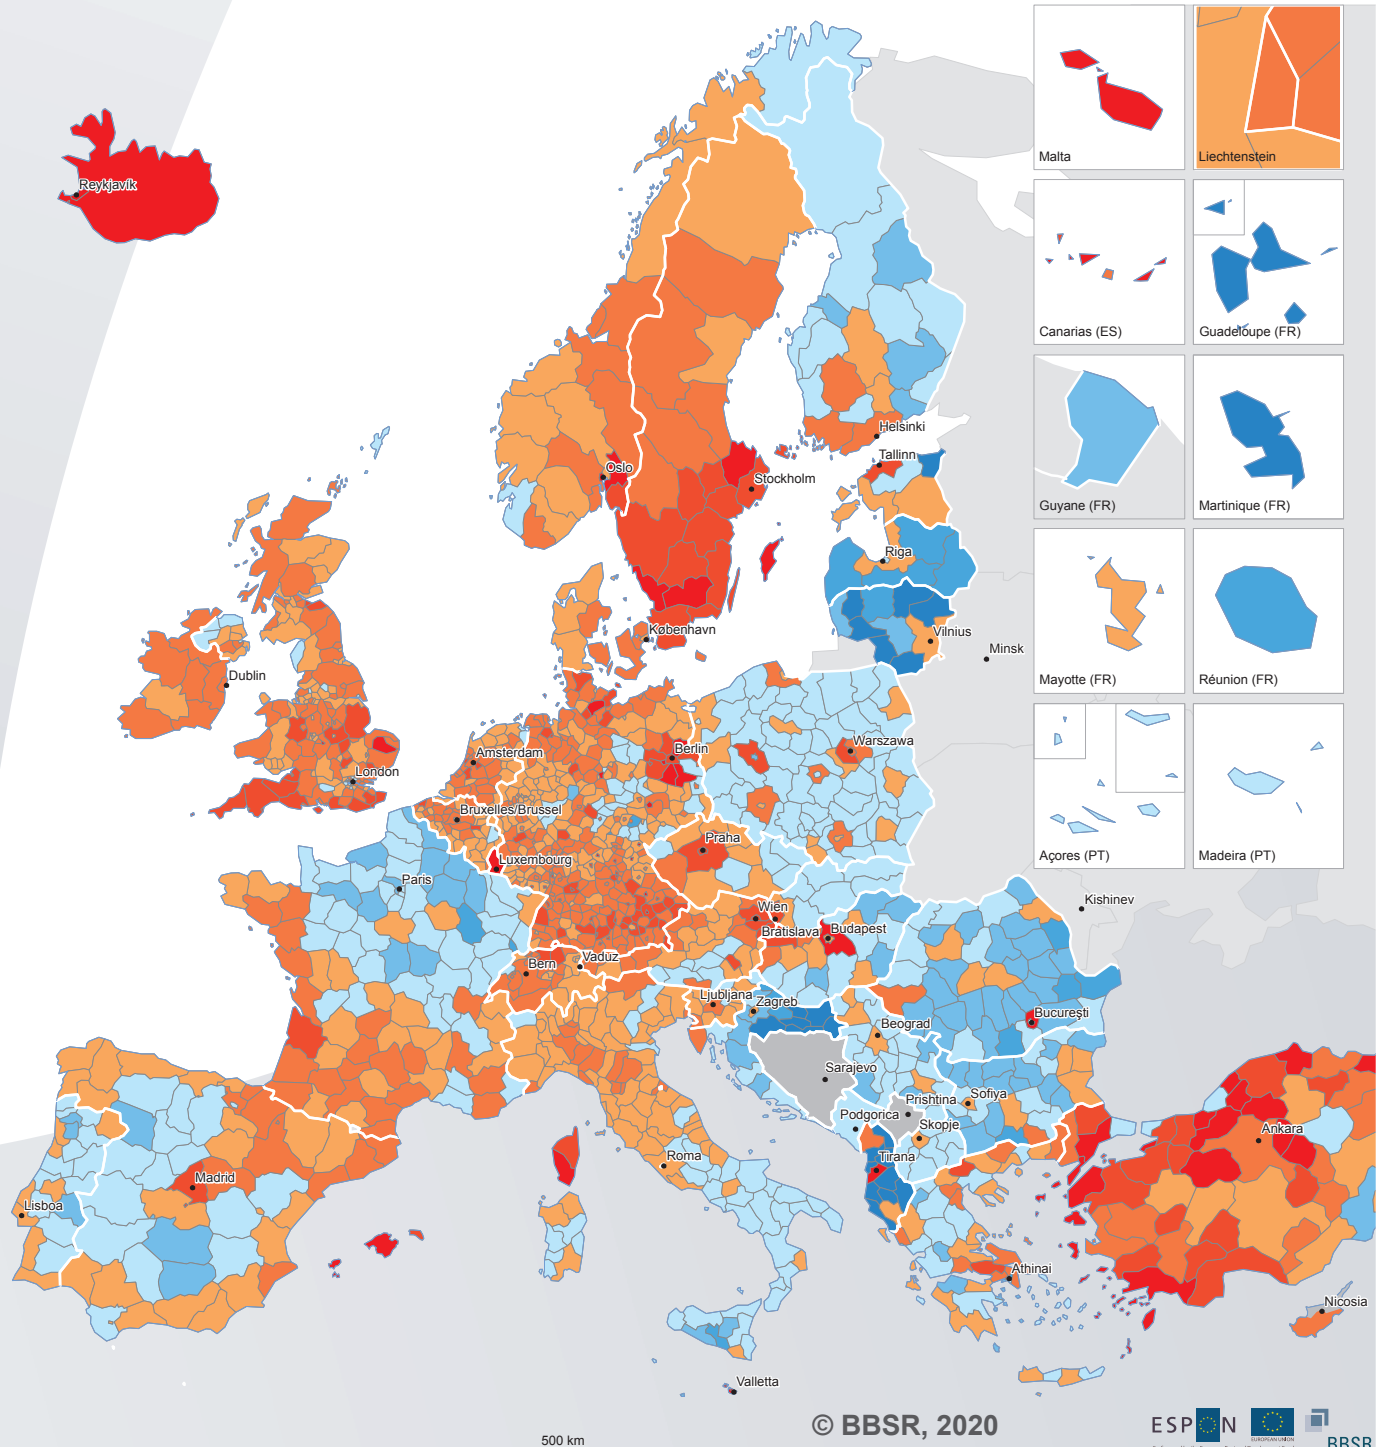 Reykjavík
Malta
Liechtenstein
Canarias (ES)
Guadeloupe (FR)
Guyane (FR)
Martinique (FR)
Mayotte (FR)
Réunion (FR)
Açores (PT)
Madeira (PT)
Helsinki
Tallinn
Oslo
Stockholm
Riga
København
Vilnius
Minsk
Dublin
Amsterdam
Berlin
Warszawa
London
Bruxelles/Brussel
Praha
Luxembourg
Paris
Kishinev
Wien
Bratislava
Budapest
Bern
Vaduz
Ljubljana
Zagreb
Bucureşti
Beograd
Sarajevo
Prishtina
Sofiya
Podgorica
Skopje
Ankara
Tirana
Roma
Madrid
Lisboa
Athinai
Nicosia
Valletta
© BBSR, 2020
ESPON
EUROPEAN UNION
BBSR
500 km